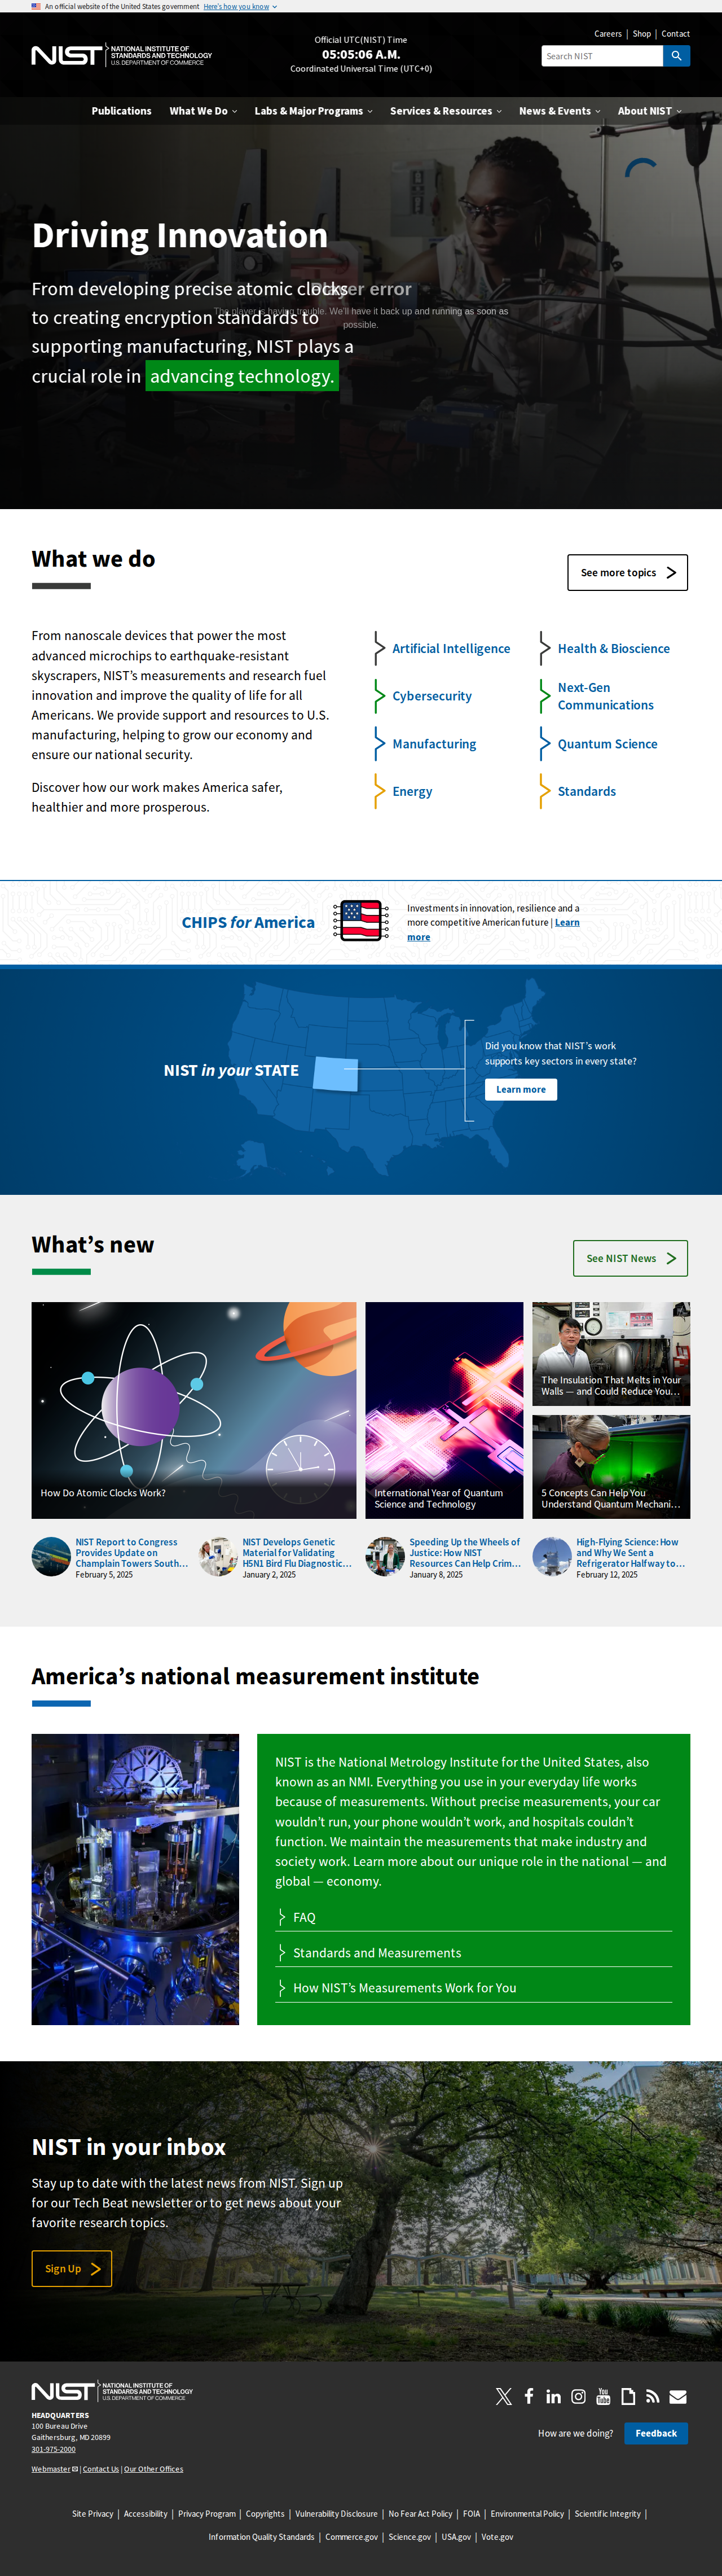 An official website of the United States government Here's how you know
NIST NATIONAL INSTITUTE OF
STANDARDS AND TECHNOLOGY
U.S. DEPARTMENT OF COMMERCE
Official UTC(NIST) Time
05:05:06 A.M.
Coordinated Universal Time (UTC+0)
Careers | Shop | Contact
Search NIST
Publications What We Do Labs & Major Programs Services & Resources News & Events About NIST
Driving Innovation
From developing precise atomic clocks
to creating encryption standards to
supporting manufacturing, NIST plays a
crucial role in advancing technology.
Player error
The player is having trouble. We'll have it back up and running as soon as
possible.
What we do
See more topics
From nanoscale devices that power the most
advanced microchips to earthquake-resistant
skyscrapers, NIST’s measurements and research fuel
innovation and improve the quality of life for all
Americans. We provide support and resources to U.S.
manufacturing, helping to grow our economy and
ensure our national security.
Discover how our work makes America safer,
healthier and more prosperous.
Artificial Intelligence
Cybersecurity
Manufacturing
Energy
Health & Bioscience
Next-Gen
Communications
Quantum Science
Standards
CHIPS for America
Investments in innovation, resilience and a
more competitive American future | Learn
more
NIST in your STATE
Did you know that NIST's work
supports key sectors in every state?
Learn more
What’s new
See NIST News
How Do Atomic Clocks Work?
International Year of Quantum
Science and Technology
The Insulation That Melts in Your
Walls — and Could Reduce You…
5 Concepts Can Help You
Understand Quantum Mechani…
NIST Report to Congress
Provides Update on
Champlain Towers South…
February 5, 2025
NIST Develops Genetic
Material for Validating
H5N1 Bird Flu Diagnostic…
January 2, 2025
Speeding Up the Wheels of
Justice: How NIST
Resources Can Help Crim…
January 8, 2025
High-Flying Science: How
and Why We Sent a
Refrigerator Halfway to…
February 12, 2025
America’s national measurement institute
NIST is the National Metrology Institute for the United States, also
known as an NMI. Everything you use in your everyday life works
because of measurements. Without precise measurements, your car
wouldn’t run, your phone wouldn’t work, and hospitals couldn’t
function. We maintain the measurements that make industry and
society work. Learn more about our unique role in the national — and
global — economy.
FAQ
Standards and Measurements
How NIST’s Measurements Work for You
NIST in your inbox
Stay up to date with the latest news from NIST. Sign up
for our Tech Beat newsletter or to get news about your
favorite research topics.
Sign Up
NIST NATIONAL INSTITUTE OF
STANDARDS AND TECHNOLOGY
U.S. DEPARTMENT OF COMMERCE
HEADQUARTERS
100 Bureau Drive
Gaithersburg, MD 20899
301-975-2000
Webmaster | Contact Us | Our Other Offices
You
Tube
How are we doing? Feedback
Site Privacy | Accessibility | Privacy Program | Copyrights | Vulnerability Disclosure | No Fear Act Policy | FOIA | Environmental Policy | Scientific Integrity |
Information Quality Standards | Commerce.gov | Science.gov | USA.gov | Vote.gov